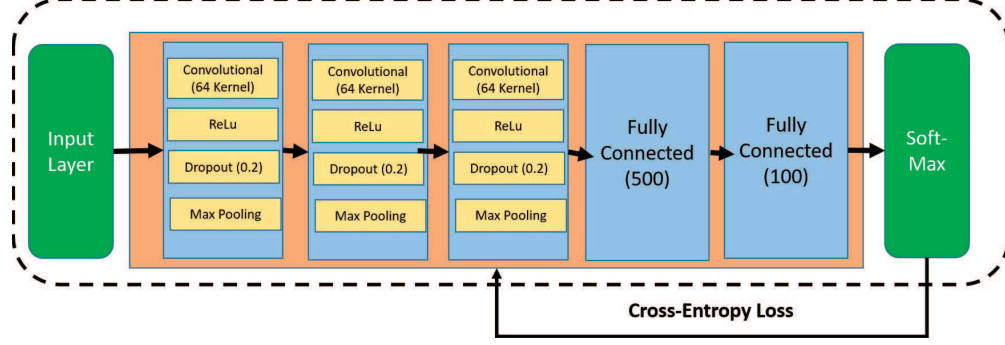 Input
Layer
Convolutional
(64 Kernel)
ReLu
Dropout (0.2)
Max Pooling
Convolutional
(64 Kernel)
ReLu
Dropout (0.2)
Max Pooling
Convolutional
(64 Kernel)
ReLu
Dropout (0.2)
Max Pooling
Fully
Connected
(500)
Fully
Connected
(100)
Soft-
Max
Cross-Entropy Loss